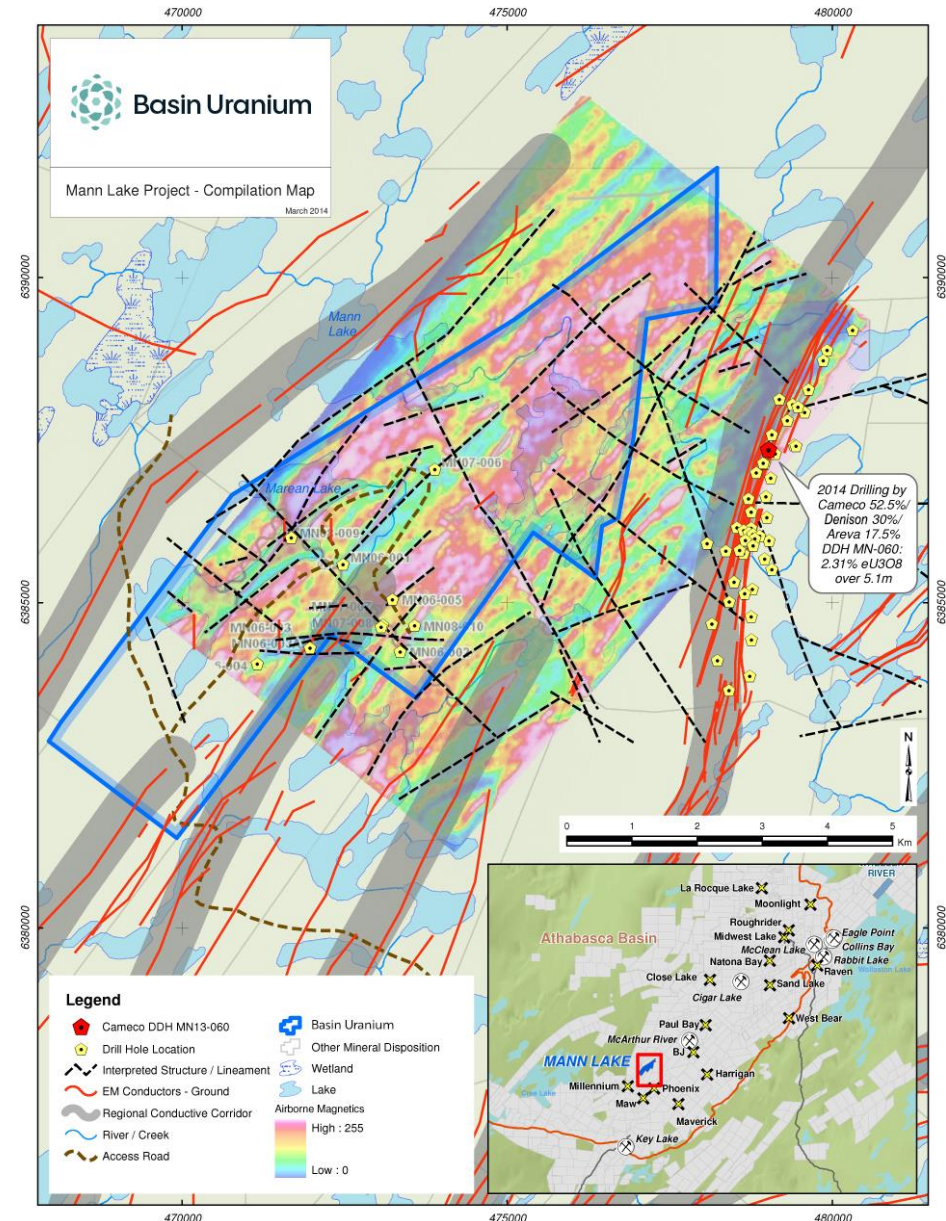 470000
475000
480000
Basin Uranium
Mann Lake Project - Compilation Map
March 2014
6390000
6390000
Mann
Lake
Marean Lake
MN07-006
MN06-001
MN06-005
MN08-010
MN06-002
2014 Drilling by
Cameco 52.5%/
Denison 30%/
Areva 17.5%
DDH MN-060:
2.31% eU3O8
over 5.1m
6385000
6385000
N
0 1 2 3 4 5
Km
6380000
6380000
Legend
Cameco DDH MN13-060
Drill Hole Location
Interpreted Structure / Lineament
EM Conductors - Ground
Regional Conductive Corridor
River / Creek
Access Road
Basin Uranium
Other Mineral Disposition
Wetland
Lake
Airborne Magnetics
High : 255
Low : 0
RIVER
La Rocque Lake
Moonlight
Roughrider
Eagle Point
Athabasca Basin
Midwest Lake
Collins Bay
McClean Lake
Rabbit Lake
Natona Bay
Raven
Wollaston Lake
Close Lake
Sand Lake
Cigar Lake
West Bear
Paul Bay
McArthur River
BJ
MANN LAKE
Harrigan
Millennium
Phoenix
Cree Lake
Maw
Maverick
Key Lake
470000
475000
480000